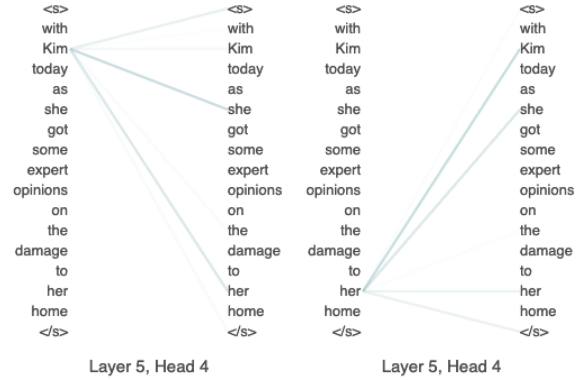 <s> <s> <s> <s>
with with with with
Kim Kim Kim Kim
today today today today
as as as as
she she she she
got got got got
some some some some
expert expert expert expert
opinions opinions opinions opinions
on on on on
the the the the
damage damage damage damage
to to to to
her her her her
home home home home
</s> </s> </s> </s>
Layer 5, Head 4 Layer 5, Head 4